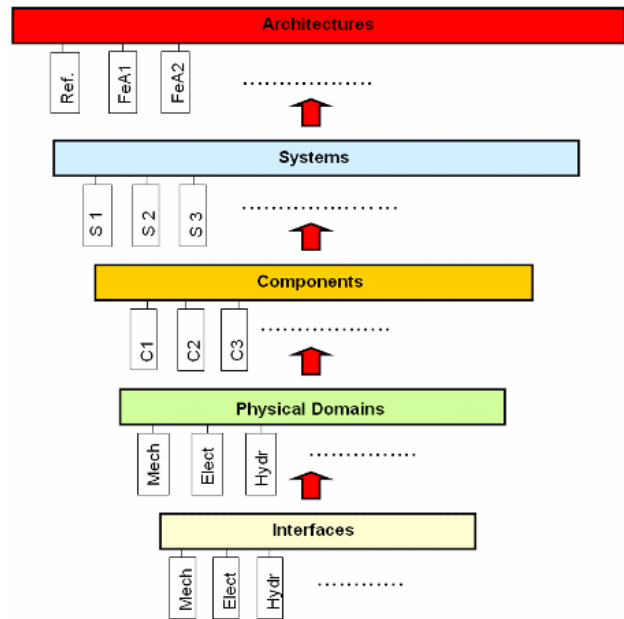 Architectures
Ref.
FeA1
FeA2
..................
Systems
S 1
S 2
S 3
......................
Components
C1
C2
C3
..................
Physical Domains
Mech
Elect
Hydr
...............
Interfaces
Mech
Elect
Hydr
............